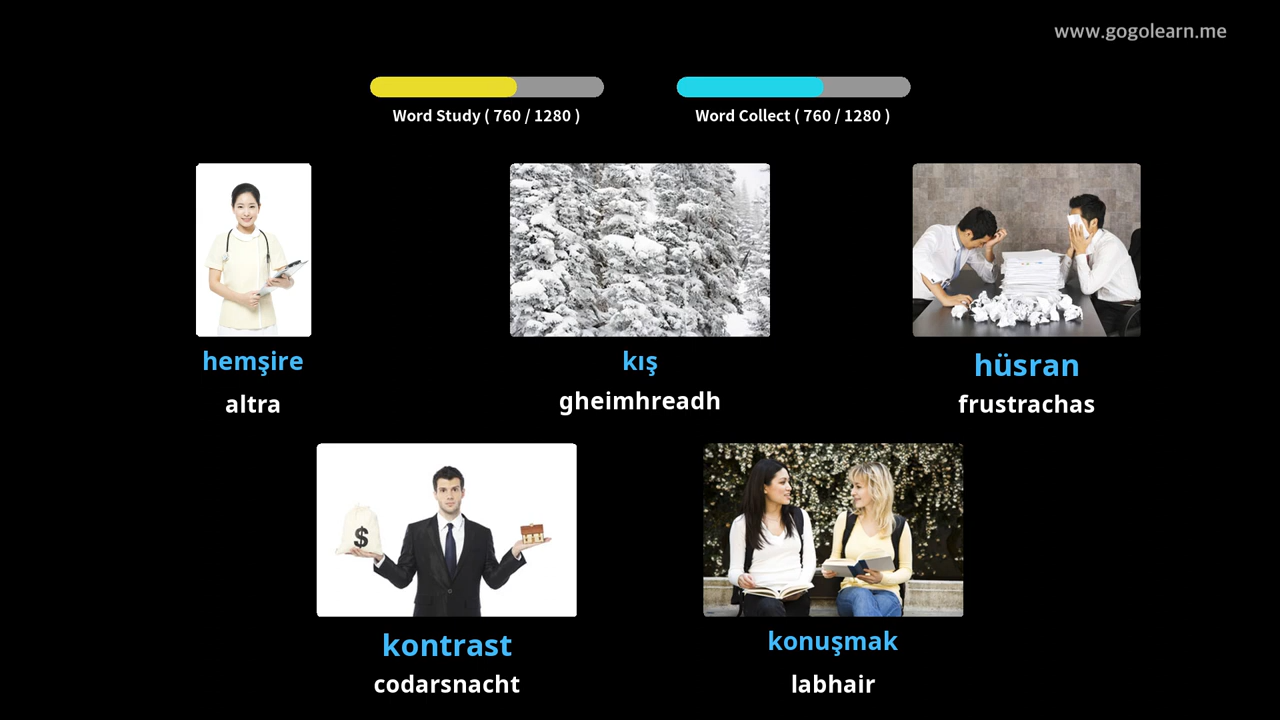 www.gogolearn.me
Word Study ( 760 / 1280 )
Word Collect ( 760 / 1280 )
hemşire
altra
kış
gheimhreadh
hüsran
frustrachas
$
kontrast
codarsnacht
konuşmak
labhair